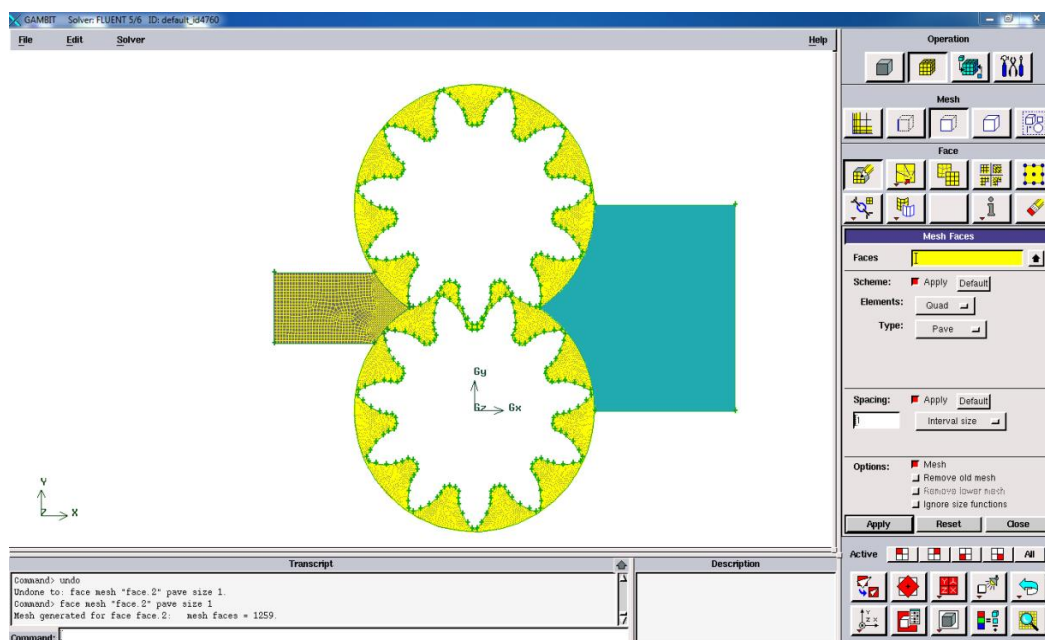 GAMBIT Solver: FLUENT 5/6 ID: default_id4760
File Edit Solver Help
Operation
Mesh
Face
Mesh Faces
Faces
Scheme: Apply Default
Elements: Quad
Type: Pave
Spacing: Apply Default
1 Interval size
Options: Mesh
Remove old mesh
Remove lower mesh
Ignore size functions
Apply Reset Close
Active All
Gy
Gz Gx
Y
Z X
Transcript
Description
Command> undo
Undone to: face mesh "face.2" pave size 1.
Command> face mesh "face.2" pave size 1
Mesh generated for face face.2: mesh faces = 1259.
Command: